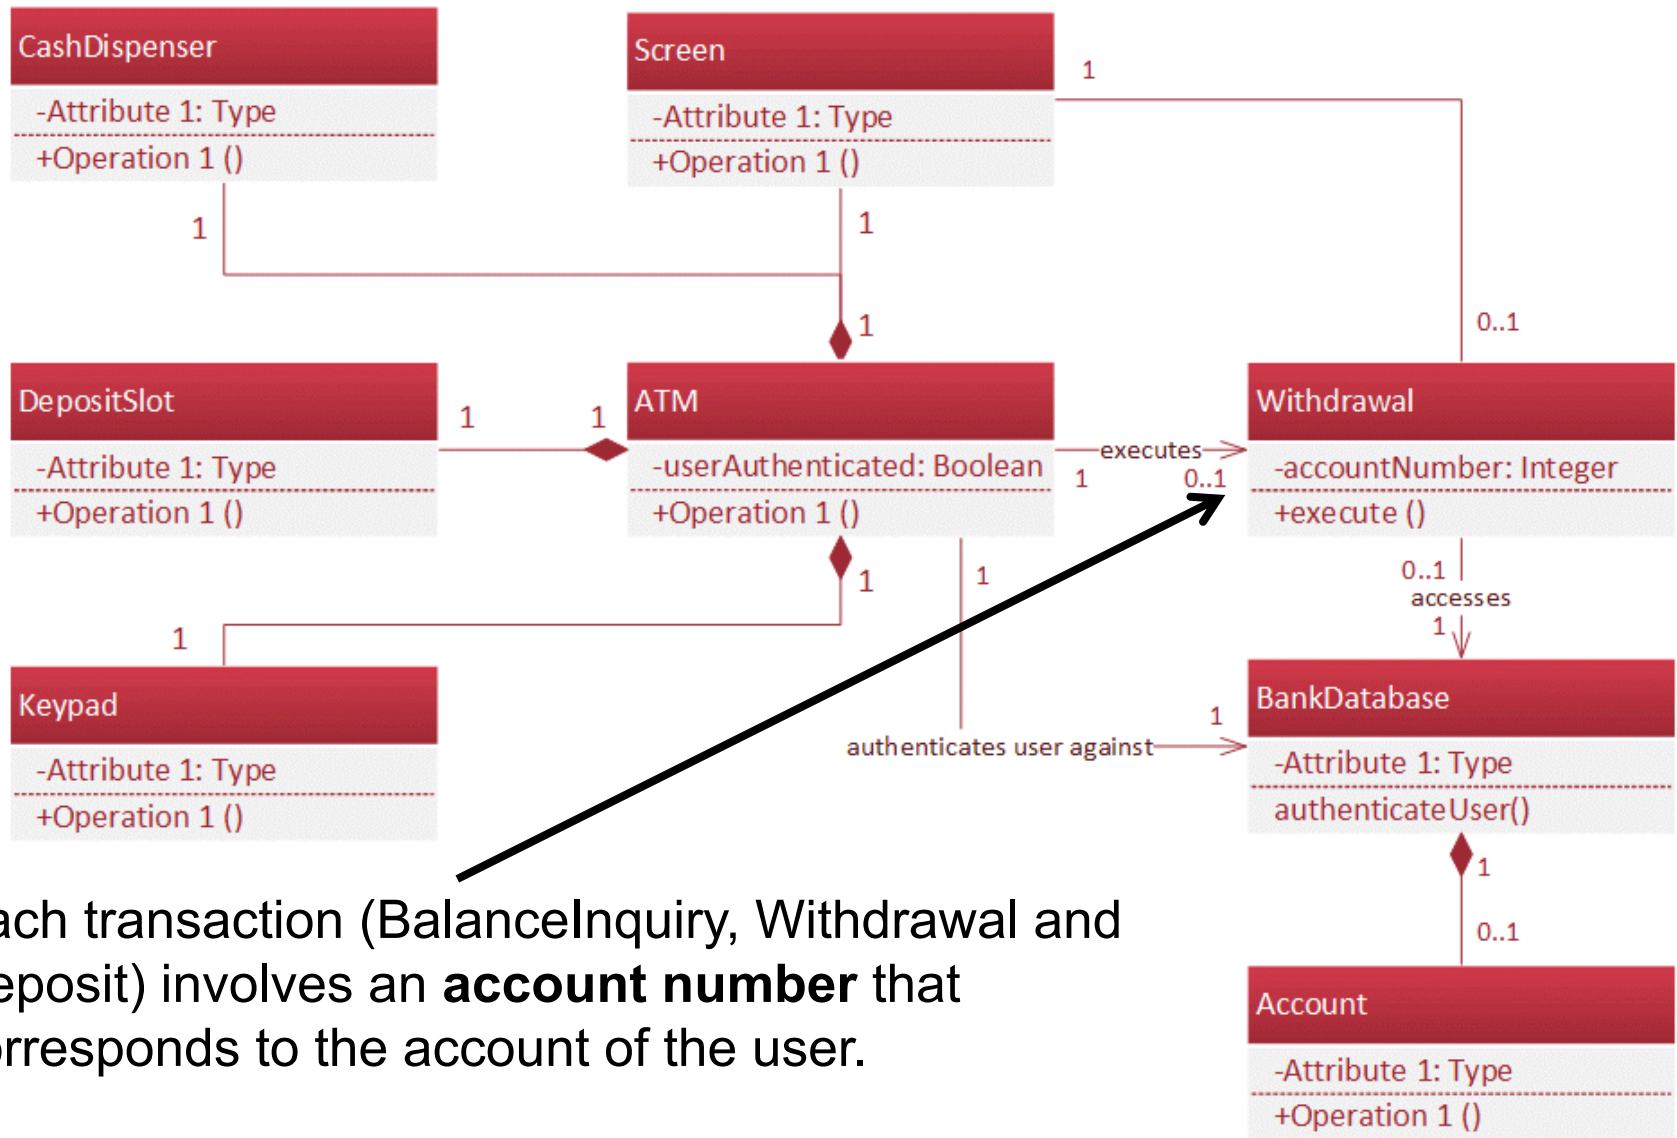 CashDispenser
-Attribute 1: Type
+Operation 1 ()
1
Screen
-Attribute 1: Type
+Operation 1 ()
1
1
0..1
1
DepositSlot
-Attribute 1: Type
+Operation 1 ()
1
1
ATM
-userAuthenticated: Boolean
+Operation 1 ()
executes
1
0..1
Withdrawal
-accountNumber: Integer
+execute ()
1
1
0..1
accesses
1
1
Keypad
-Attribute 1: Type
+Operation 1 ()
authenticates user against
1
BankDatabase
-Attribute 1: Type
authenticateUser()
1
0..1
ach transaction (BalanceInquiry, Withdrawal and
eposit) involves an account number that
orresponds to the account of the user.
Account
-Attribute 1: Type
+Operation 1 ()